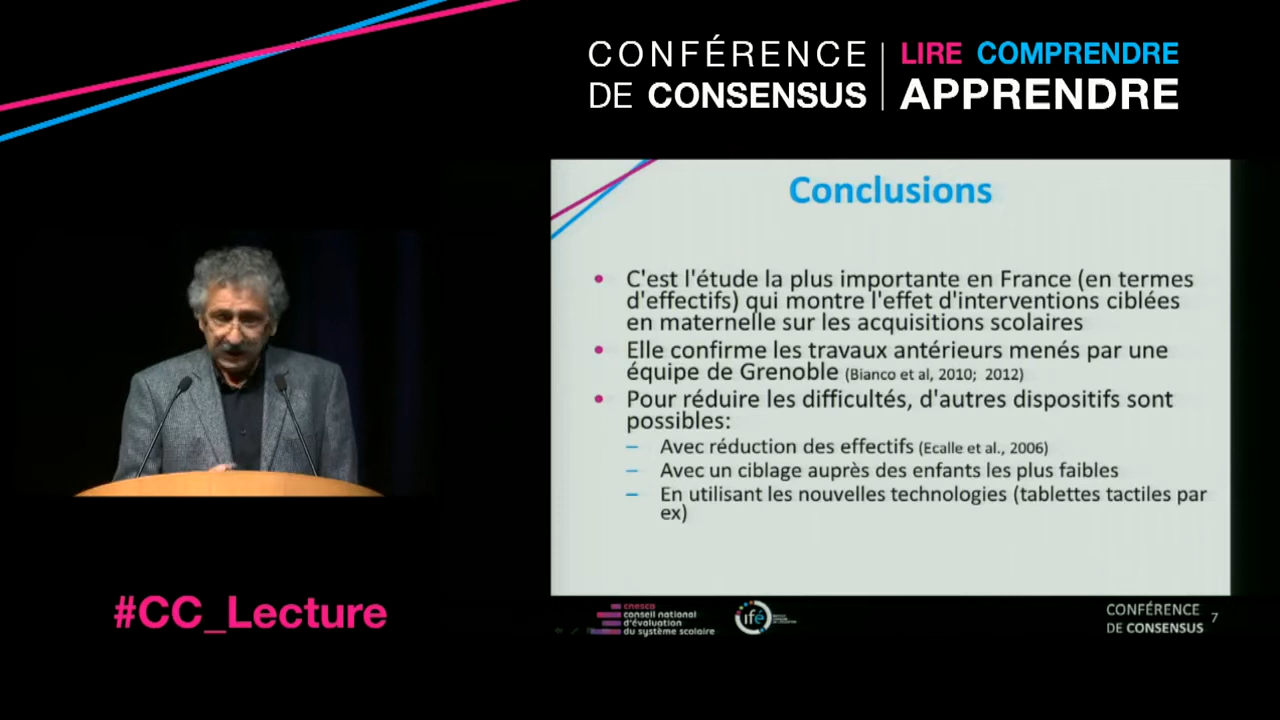 CONFÉRENCE
DE CONSENSUS
LIRE COMPRENDRE
APPRENDRE
Conclusions
• C'est l'étude la plus importante en France (en termes
d'effectifs) qui montre l'effet d'interventions ciblées
en maternelle sur les acquisitions scolaires
• Elle confirme les travaux antérieurs menés par une
équipe de Grenoble (Bianco et al, 2010; 2012)
• Pour réduire les difficultés, d'autres dispositifs sont
possibles:
– Avec réduction des effectifs (Ecalle et al., 2006)
– Avec un ciblage auprès des enfants les plus faibles
– En utilisant les nouvelles technologies (tablettes tactiles par
ex)
#CC_Lecture
cnesco
conseil national
d'évaluation
du système scolaire
ifé
CONFÉRENCE
DE CONSENSUS
7